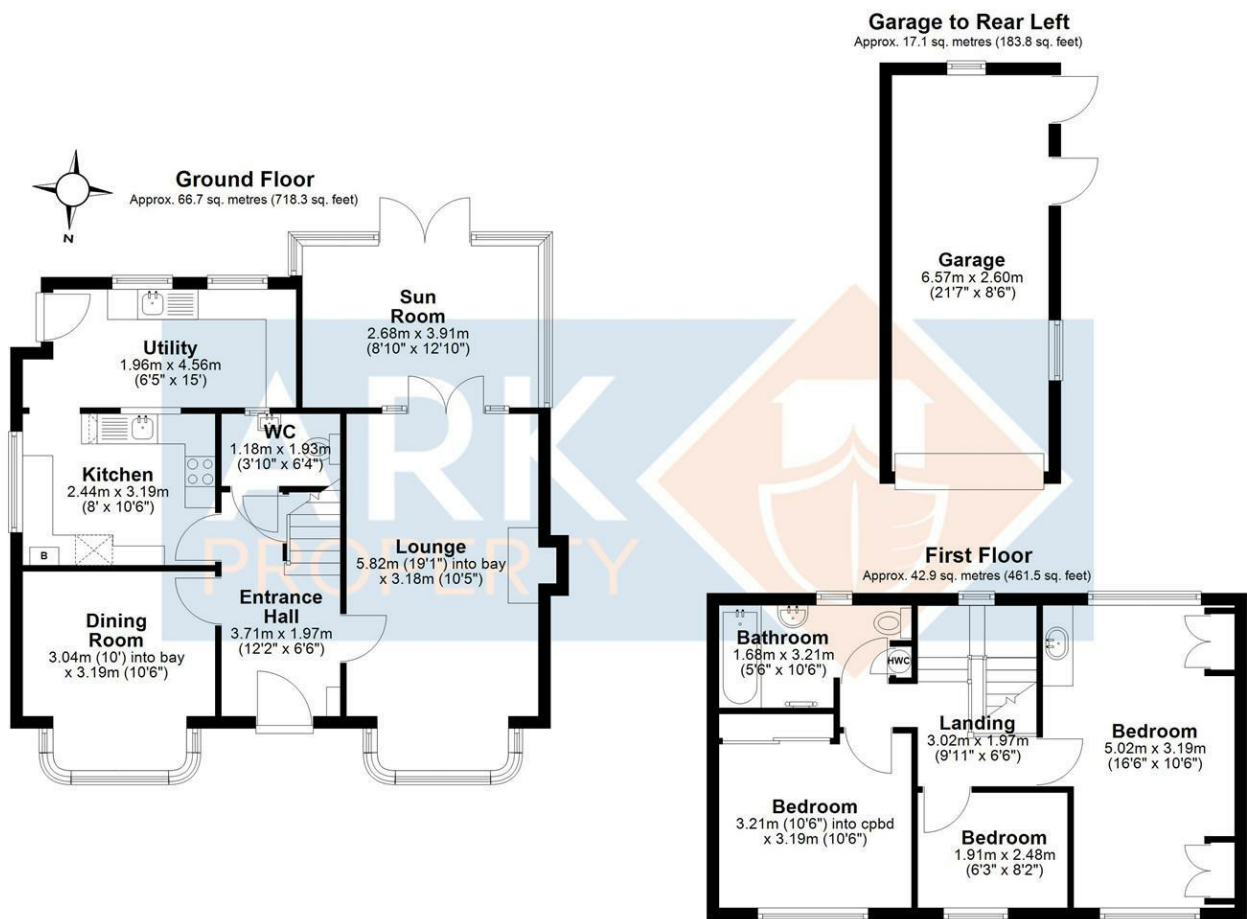 Garage to Rear Left
Approx. 17.1 sq. metres (183.8 sq. feet)
Garage
6.57m x 2.60m
(21'7" x 8'6")
N
Ground Floor
Approx. 66.7 sq. metres (718.3 sq. feet)
Sun
Room
2.68m x 3.91m
(8'10" x 12'10")
Utility
1.96m x 4.56m
(6'5" x 15')
WC
1.18m x 1.93m
(3'10" x 6'4")
Kitchen
2.44m x 3.19m
(8' x 10'6")
B
Lounge
5.82m (19'1") into bay
x 3.18m (10'5")
Entrance
Hall
3.71m x 1.97m
(12'2" x 6'6")
Dining
Room
3.04m (10') into bay
x 3.19m (10'6")
First Floor
Approx. 42.9 sq. metres (461.5 sq. feet)
Bathroom
1.68m x 3.21m
(5'6" x 10'6")
HWC
Landing
3.02m x 1.97m
(9'11" x 6'6")
Bedroom
5.02m x 3.19m
(16'6" x 10'6")
Bedroom
3.21m (10'6") into cpbd
x 3.19m (10'6")
Bedroom
1.91m x 2.48m
(6'3" x 8'2")
ARK
PROPERTY